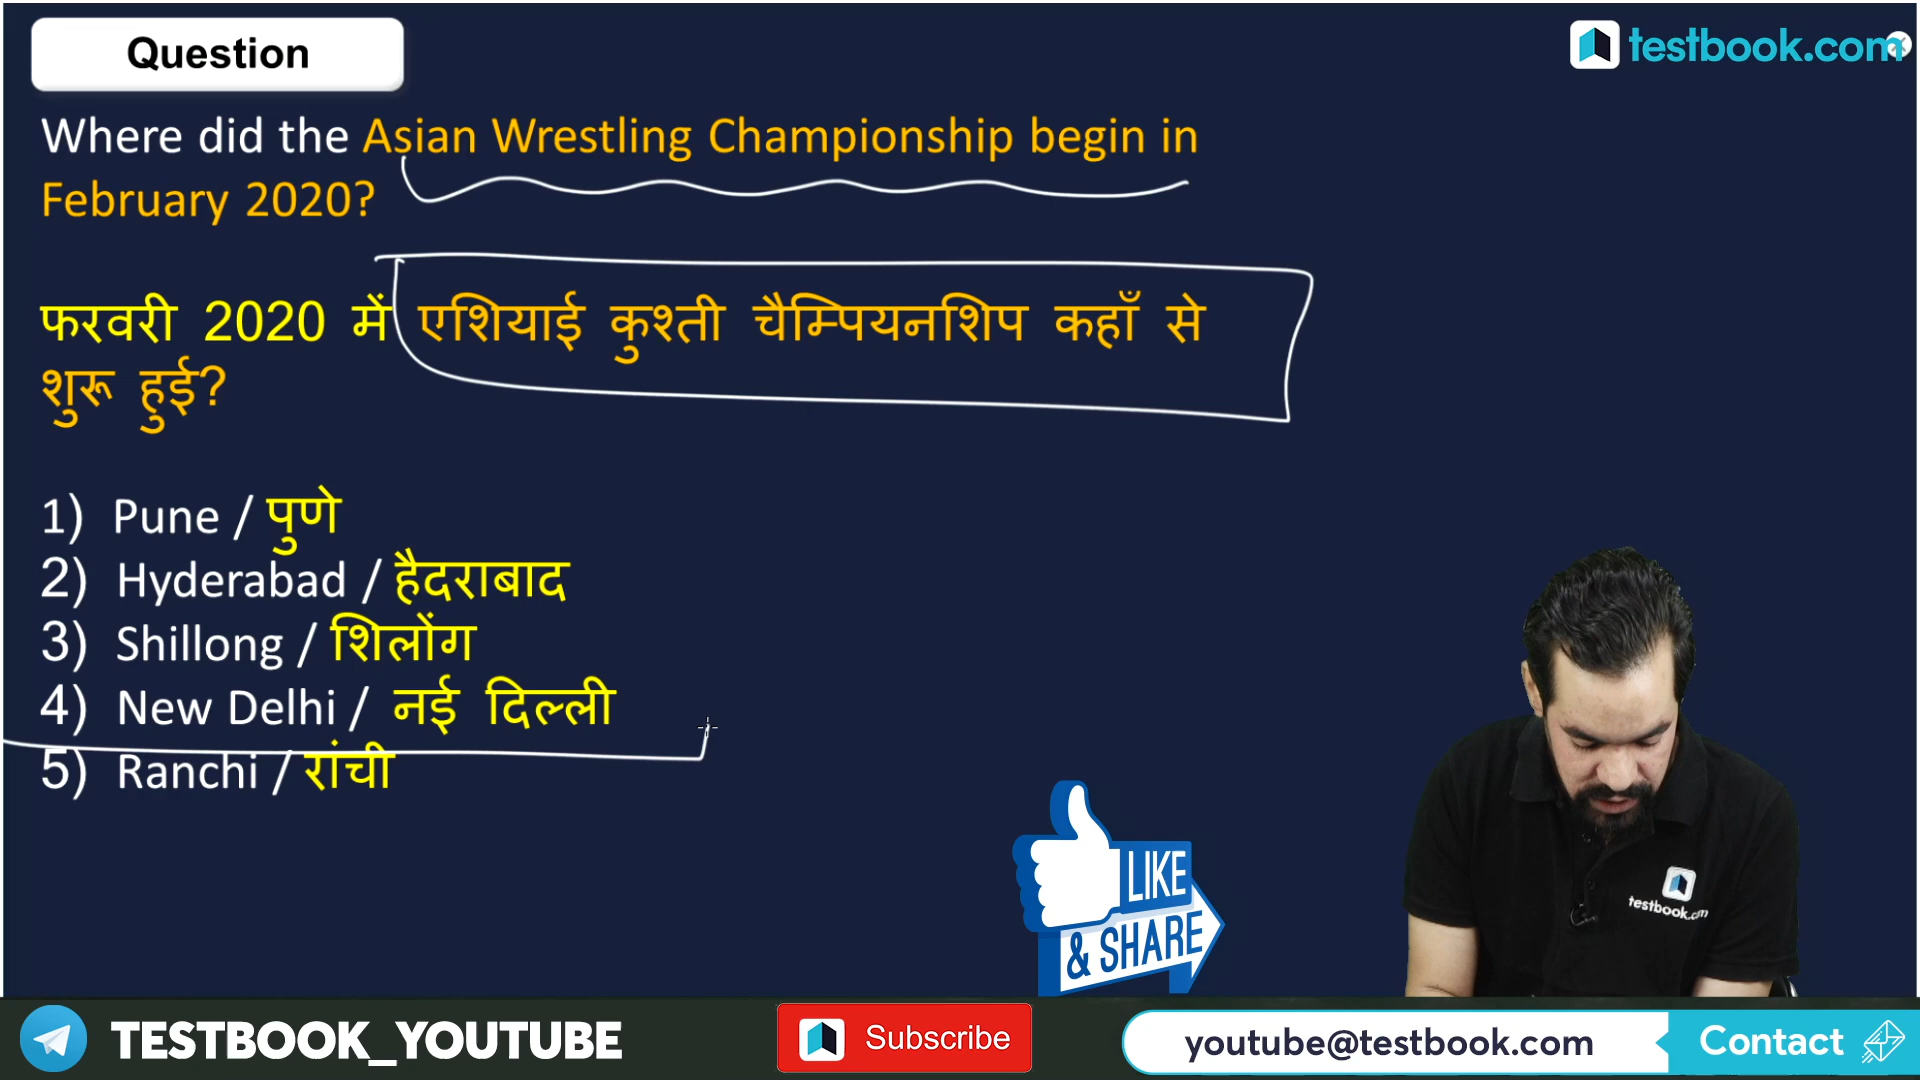 Question
testbook.com
Where did the Asian Wrestling Championship begin in
February 2020?
फरवरी 2020 में एशियाई कुश्ती चैम्पियनशिप कहाँ से
शुरू हुई?
1) Pune / पुणे
2) Hyderabad / हैदराबाद
3) Shillong / शिलोंग
4) New Delhi / नई दिल्ली
5) Ranchi / रांची
LIKE
& SHARE
testbook.com
TESTBOOK_YOUTUBE
Subscribe
youtube@testbook.com
Contact